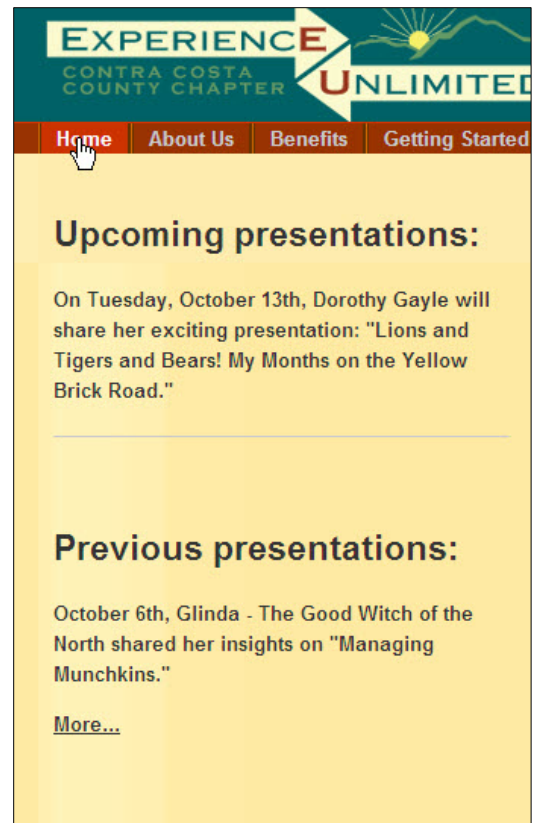 EXPERIENCE
CONTRA COSTA
COUNTY CHAPTER
UNLIMITED
Home About Us Benefits Getting Started
Upcoming presentations:
On Tuesday, October 13th, Dorothy Gayle will
share her exciting presentation: "Lions and
Tigers and Bears! My Months on the Yellow
Brick Road."
Previous presentations:
October 6th, Glinda - The Good Witch of the
North shared her insights on "Managing
Munchkins."
More...